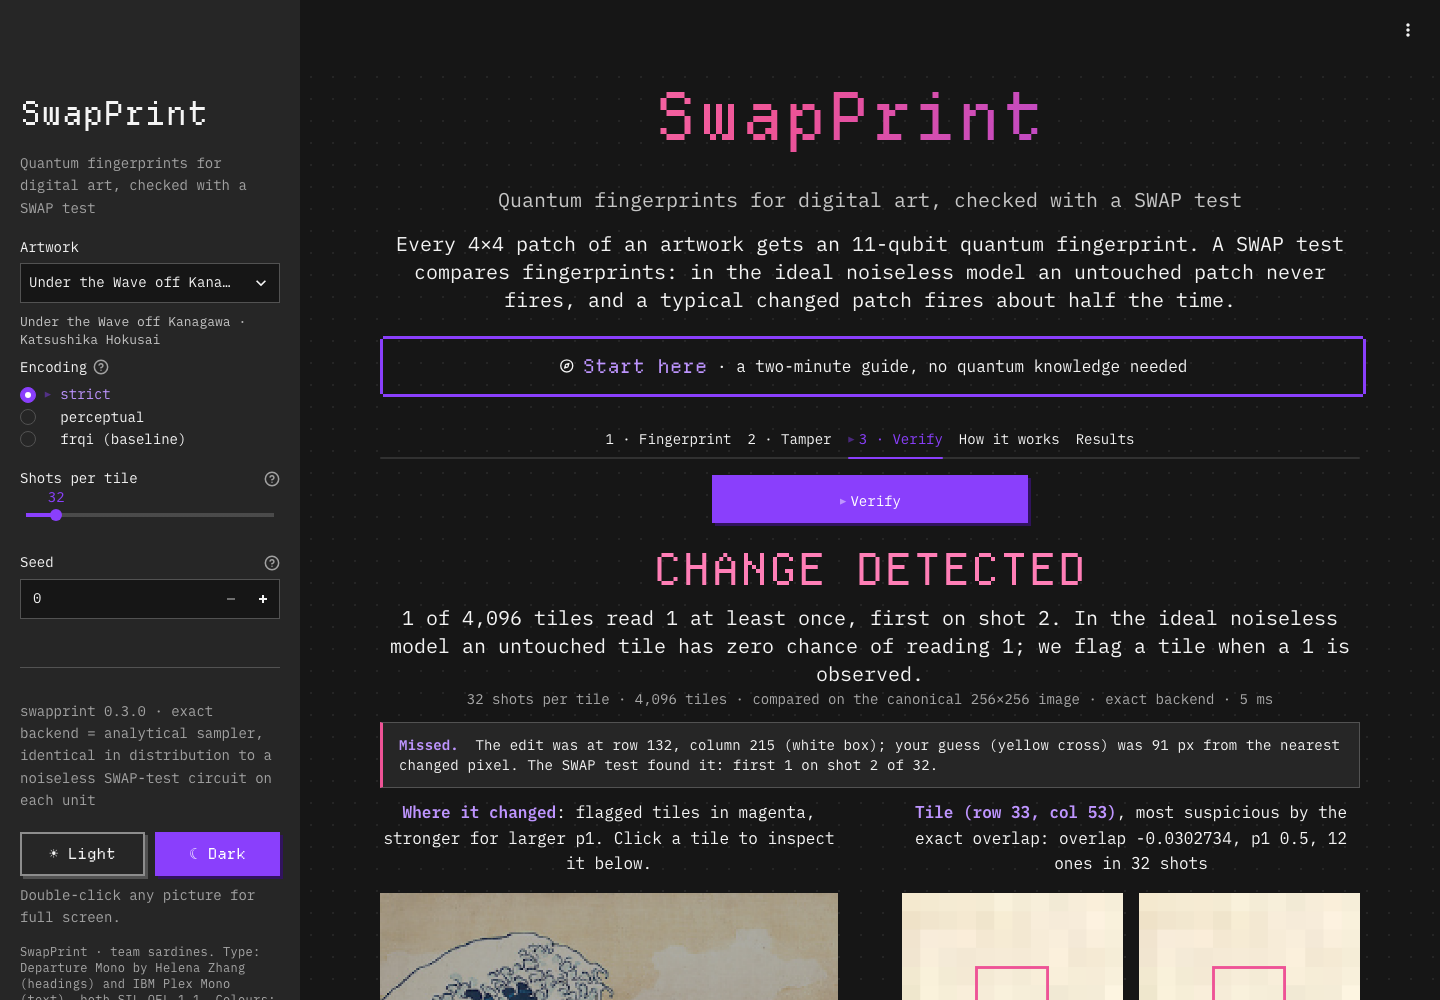 SwapPrint
Quantum fingerprints for
digital art, checked with a
SWAP test
Artwork
Under the Wave off Kana…
Under the Wave off Kanagawa ·
Katsushika Hokusai
Encoding
▸ strict
perceptual
frqi (baseline)
Shots per tile
32
Seed
0
swapprint 0.3.0 · exact
backend = analytical sampler,
identical in distribution to a
noiseless SWAP-test circuit on
each unit
☀ Light
☾ Dark
Double-click any picture for
full screen.
SwapPrint · team sardines. Type:
Departure Mono by Helena Zhang
(headings) and IBM Plex Mono
(text), both SIL OFL 1.1. Colours:
SwapPrint
Quantum fingerprints for digital art, checked with a SWAP test
Every 4×4 patch of an artwork gets an 11-qubit quantum fingerprint. A SWAP test
compares fingerprints: in the ideal noiseless model an untouched patch never
fires, and a typical changed patch fires about half the time.
Start here · a two-minute guide, no quantum knowledge needed
1 · Fingerprint 2 · Tamper ▸3 · Verify How it works Results
▸Verify
CHANGE DETECTED
1 of 4,096 tiles read 1 at least once, first on shot 2. In the ideal noiseless
model an untouched tile has zero chance of reading 1; we flag a tile when a 1 is
observed.
32 shots per tile · 4,096 tiles · compared on the canonical 256×256 image · exact backend · 5 ms
Missed. The edit was at row 132, column 215 (white box); your guess (yellow cross) was 91 px from the nearest
changed pixel. The SWAP test found it: first 1 on shot 2 of 32.
Where it changed: flagged tiles in magenta,
stronger for larger p1. Click a tile to inspect
it below.
Tile (row 33, col 53), most suspicious by the
exact overlap: overlap -0.0302734, p1 0.5, 12
ones in 32 shots